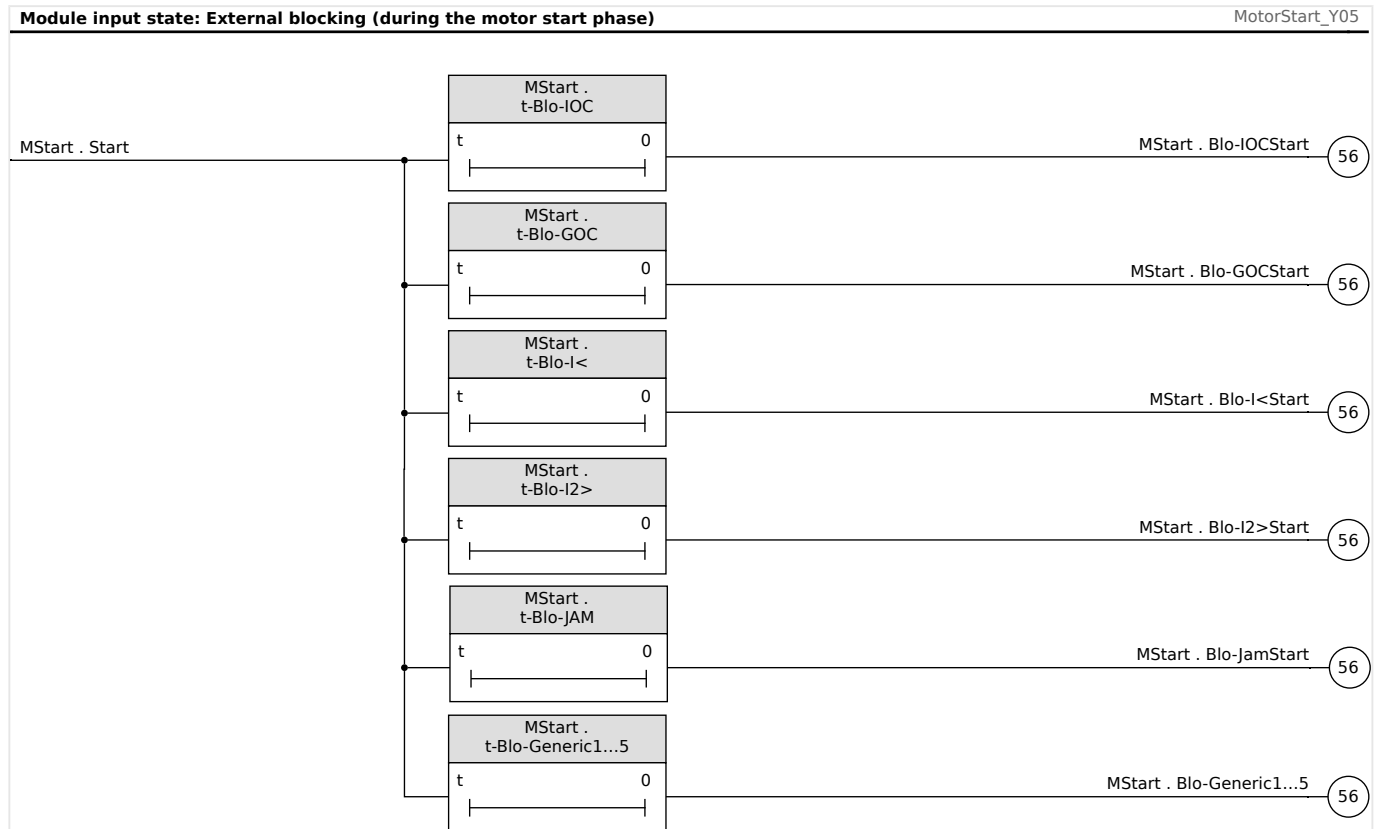 Module input state: External blocking (during the motor start phase)
MotorStart_Y05
MStart .
t-Blo-IOC
t 0
MStart . Start
MStart . Blo-IOCStart
56
MStart .
t-Blo-GOC
t 0
MStart . Blo-GOCStart
56
MStart .
t-Blo-I<
t 0
MStart . Blo-I<Start
56
MStart .
t-Blo-I2>
t 0
MStart . Blo-I2>Start
56
MStart .
t-Blo-JAM
t 0
MStart . Blo-JamStart
56
MStart .
t-Blo-Generic1...5
t 0
MStart . Blo-Generic1...5
56